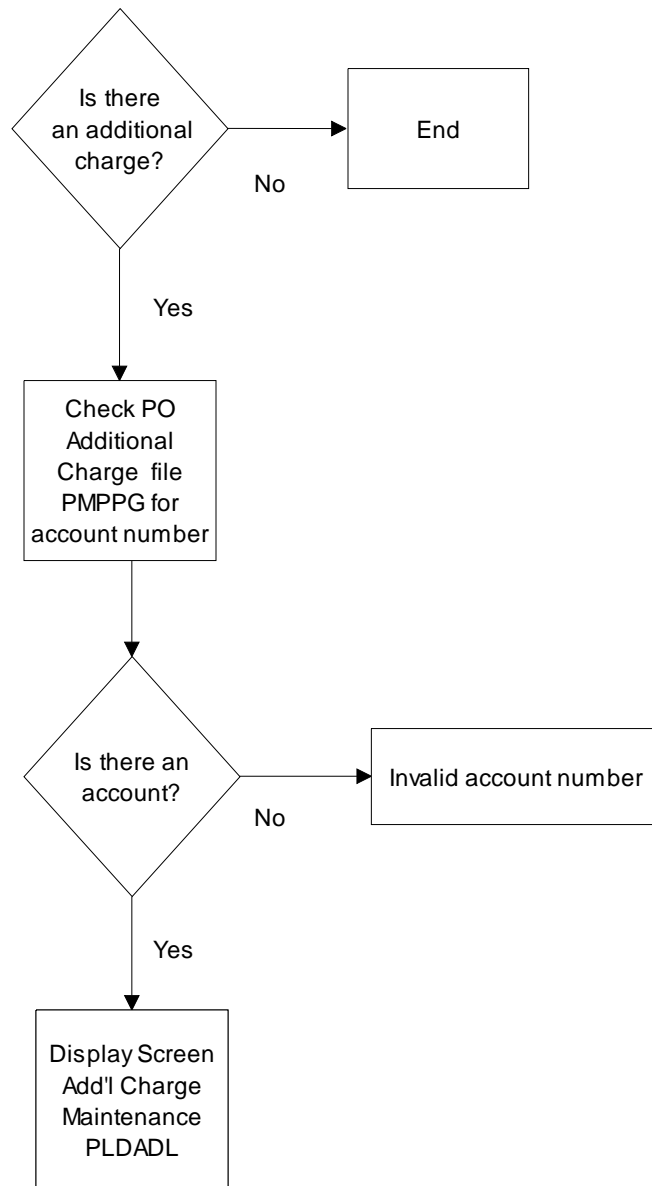 Is there
an additional
charge?
End
No
Yes
Check PO
Additional
Charge file
PMPPG for
account number
Is there an
account?
Invalid account number
No
Yes
Display Screen
Add'l Charge
Maintenance
PLDADL